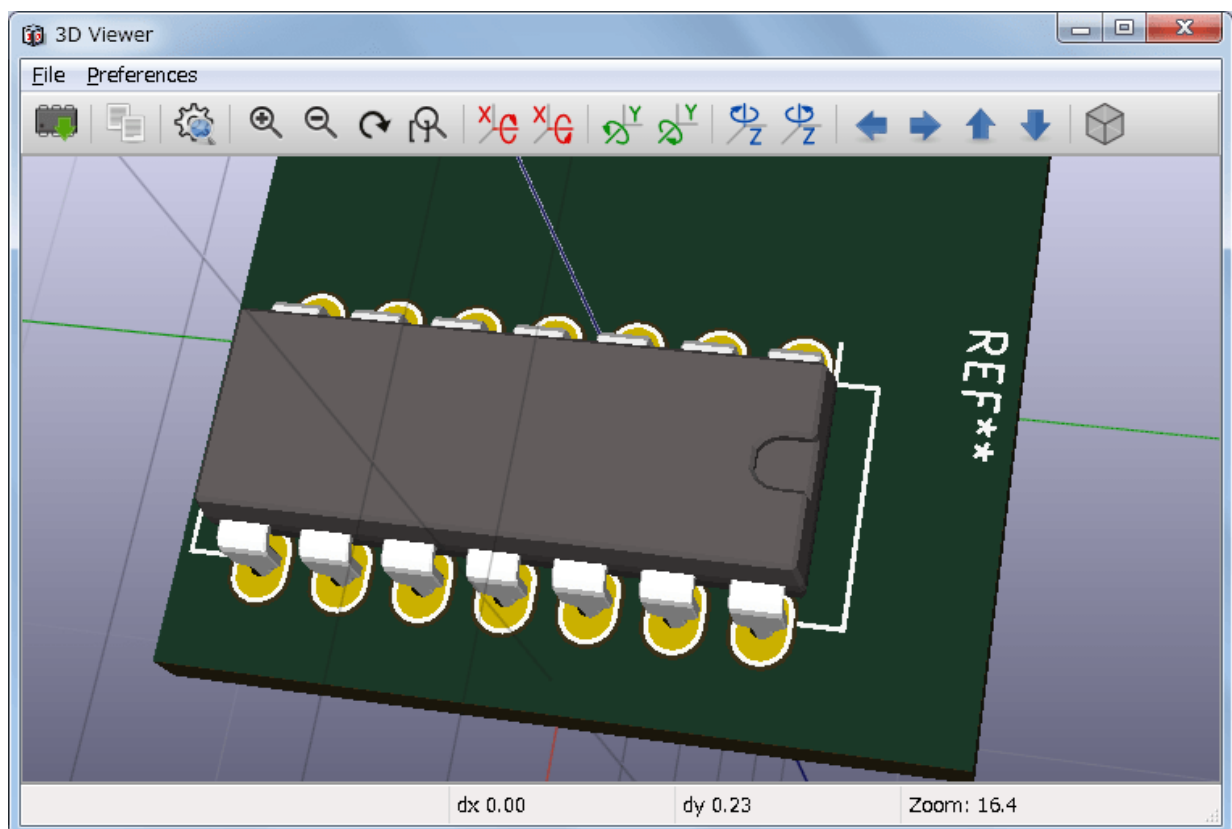 3D Viewer
File Preferences
X X Y Y Z Z
REF**
dx 0.00 dy 0.23 Zoom: 16.4